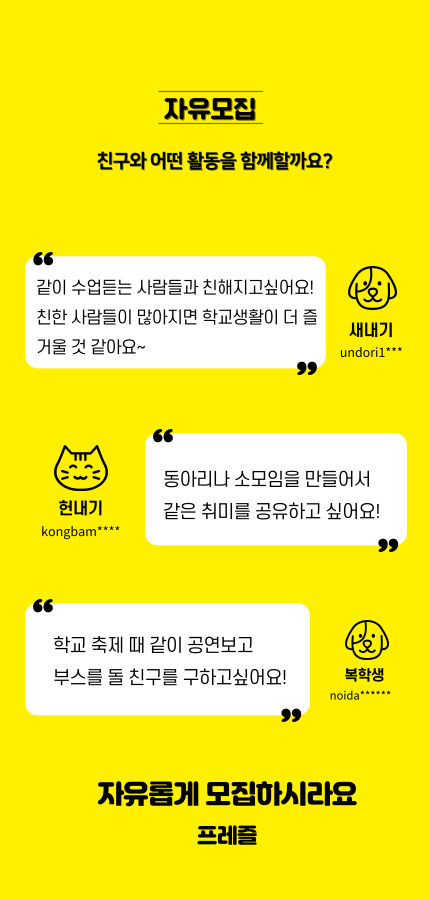 자유모집
친구와 어떤 활동을 함께할까요?
“
같이 수업듣는 사람들과 친해지고싶어요!
친한 사람들이 많아지면 학교생활이 더 즐
거울 것 같아요~
”
새내기
undori1***
“
동아리나 소모임을 만들어서
같은 취미를 공유하고 싶어요!
”
헌내기
kongbam****
“
학교 축제 때 같이 공연보고
부스를 돌 친구를 구하고싶어요!
”
복학생
noida******
자유롭게 모집하시라요
프레즐